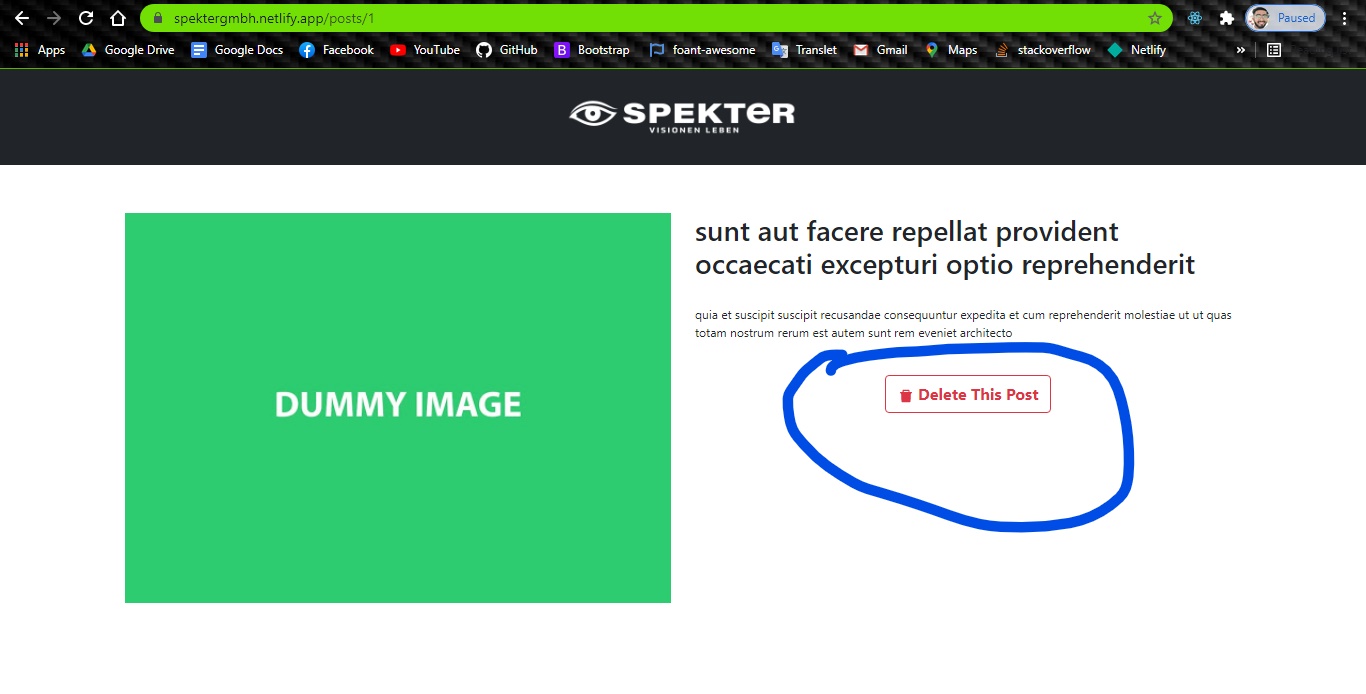 spektergmbh.netlify.app/posts/1
Paused
Apps Google Drive Google Docs Facebook YouTube GitHub B Bootstrap foant-awesome Translet Gmail Maps stackoverflow Netlify »
SPEKTER
VISIONEN LEBEN
sunt aut facere repellat provident
occaecati excepturi optio reprehenderit
quia et suscipit suscipit recusandae consequuntur expedita et cum reprehenderit molestiae ut ut quas
totam nostrum rerum est autem sunt rem eveniet architecto
DUMMY IMAGE
Delete This Post